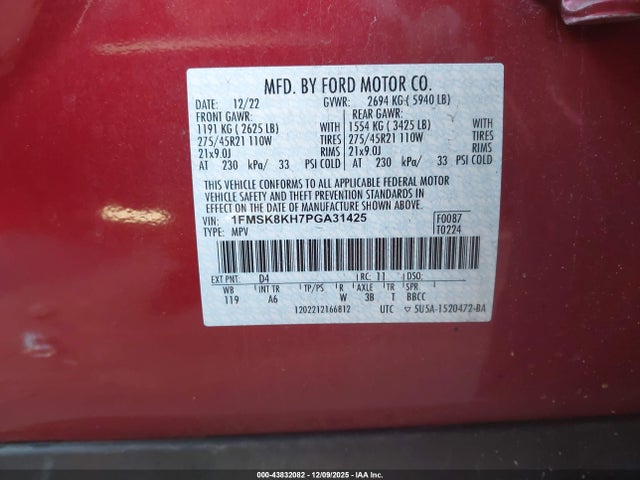 MFD. BY FORD MOTOR CO.
DATE: 12/22 GVWR: 2694 KG ( 5940 LB)
FRONT GAWR: REAR GAWR:
1191 KG ( 2625 LB) WITH 1554 KG ( 3425 LB) WITH
275/45R21 110W TIRES 275/45R21 110W TIRES
21x9.0J RIMS 21x9.0J RIMS
AT 230 kPa/ 33 PSI COLD AT 230 kPa/ 33 PSI COLD
THIS VEHICLE CONFORMS TO ALL APPLICABLE FEDERAL MOTOR
VEHICLE SAFETY AND THEFT PREVENTION STANDARDS IN
EFFECT ON THE DATE OF MANUFACTURE SHOWN ABOVE.
VIN: 1FMSK8KH7PGA31425 F0087
TYPE: MPV T0224
EXT PNT: D4 RC: 11 DSO:
WB INT TR TP/PS R AXLE TR SPR
119 A6 W 3B T BBCC
1202212166812 UTC ▽ 5U5A-1520472-BA
000-43832082 - 12/09/2025 - IAA Inc.